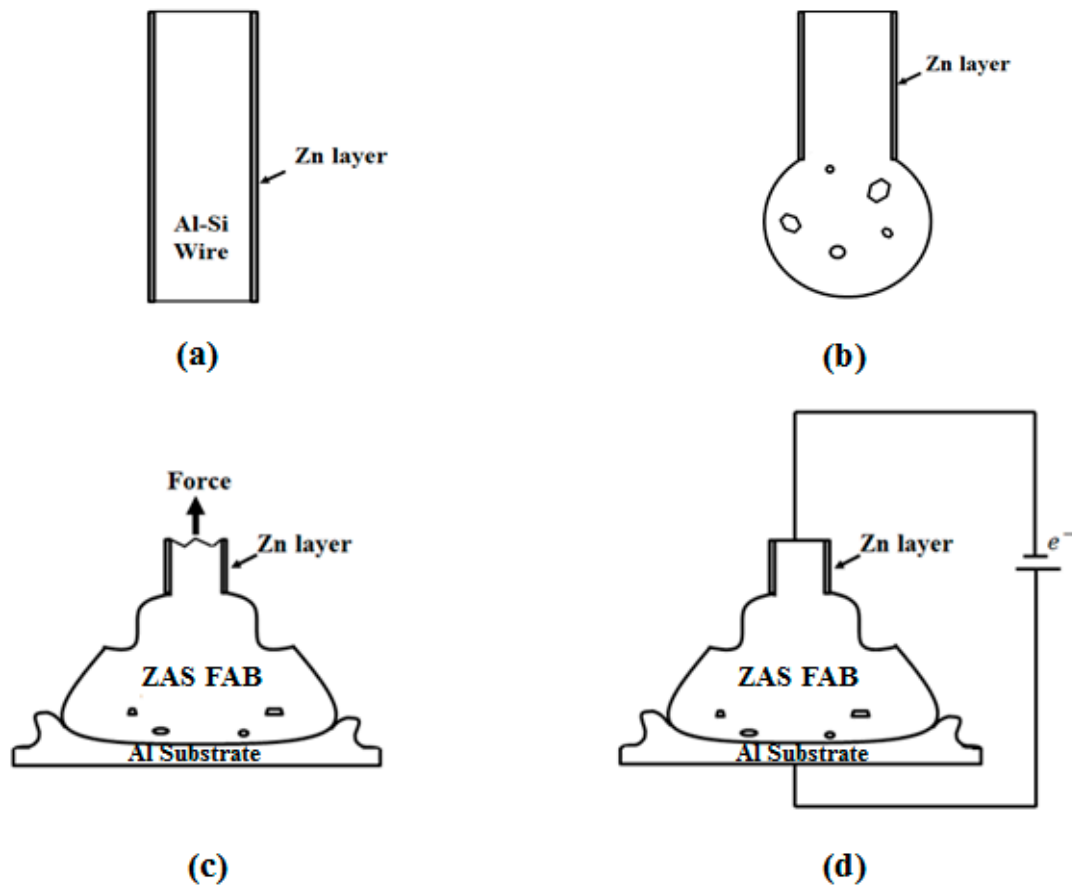 Zn layer
Al-Si
Wire
(a)
Zn layer
(b)
Force
Zn layer
ZAS FAB
Al Substrate
(c)
Zn layer
e⁻
ZAS FAB
Al Substrate
(d)